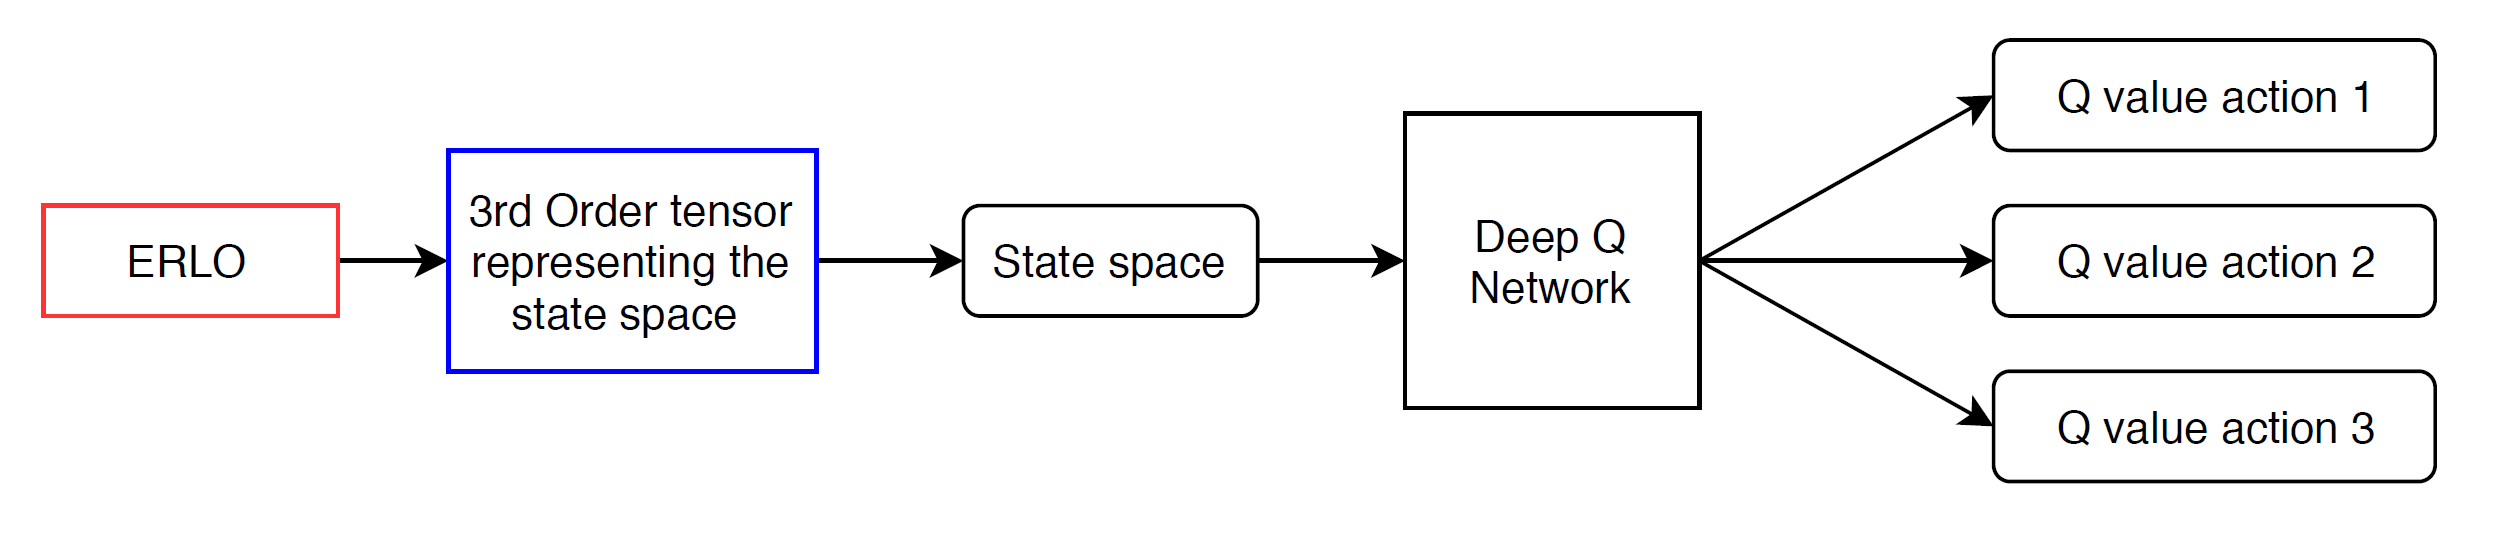 ERLO
3rd Order tensor
representing the
state space
State space
Deep Q
Network
Q value action 1
Q value action 2
Q value action 3